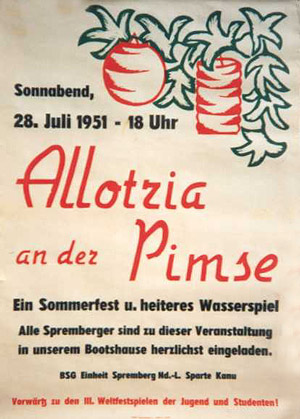 Sonnabend,
28. Juli 1951 - 18 Uhr
Allotria
an der Pimse
Ein Sommerfest u. heiteres Wasserspiel
Alle Spremberger sind zu dieser Veranstaltung
in unserem Bootshause herzlichst eingeladen.
BSG Einheit Spremberg Nd.-L. Sparte Kanu
Vorwärts zu den III. Weltfestspielen der Jugend und Studenten!